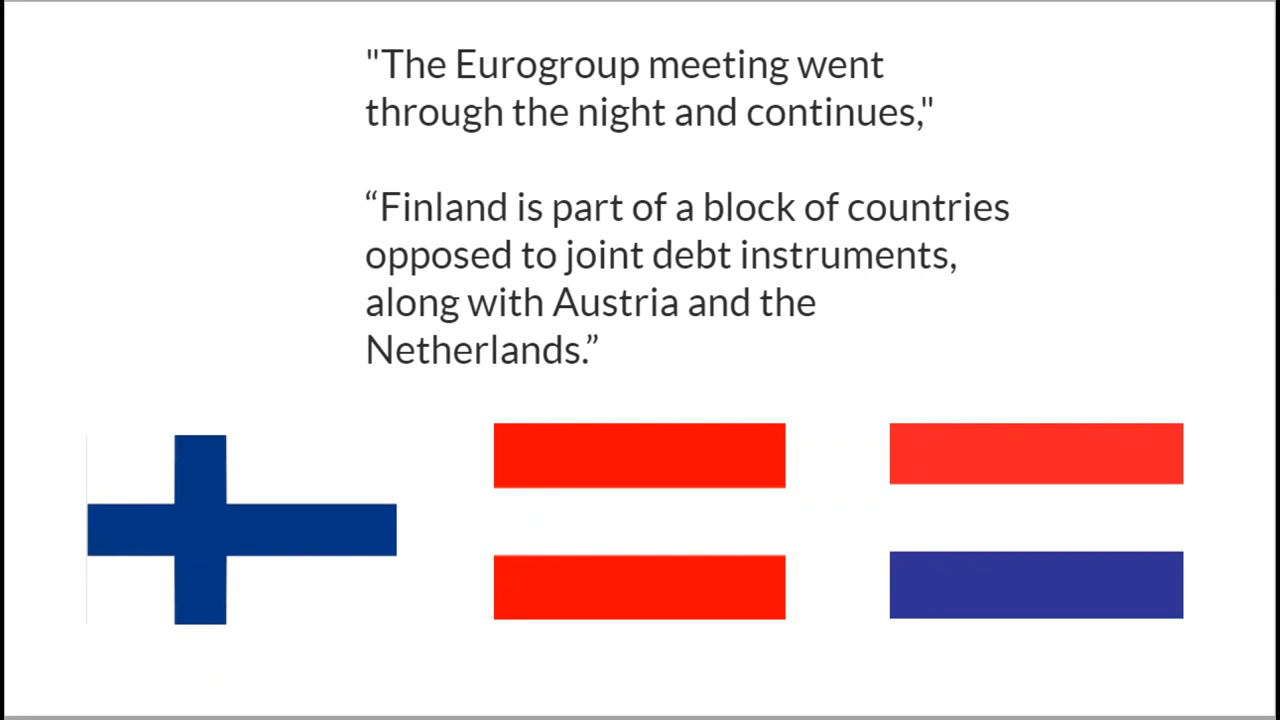 "The Eurogroup meeting went
through the night and continues,"
“Finland is part of a block of countries
opposed to joint debt instruments,
along with Austria and the
Netherlands.”